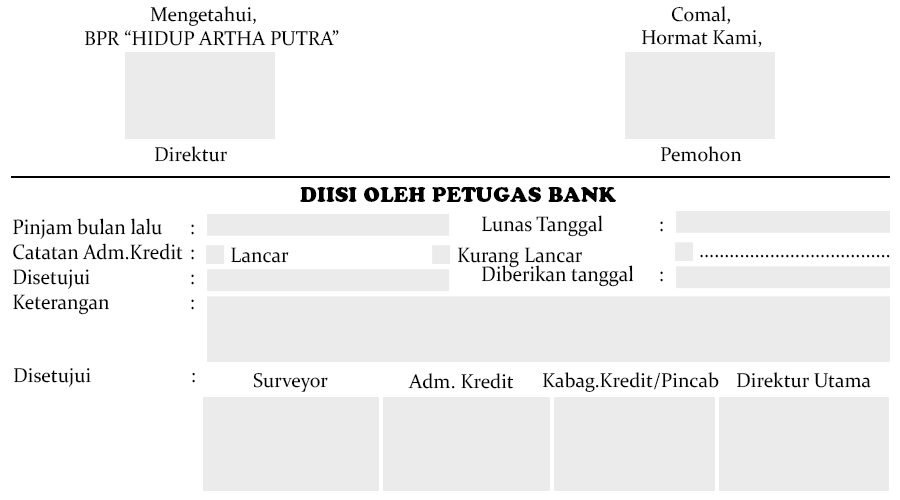 Mengetahui,
BPR “HIDUP ARTHA PUTRA”
Direktur
Comal,
Hormat Kami,
Pemohon
DIISI OLEH PETUGAS BANK
Pinjam bulan lalu : Lunas Tanggal :
Catatan Adm.Kredit : Lancar Kurang Lancar ......................................
Disetujui : Diberikan tanggal :
Keterangan :
Disetujui : Surveyor Adm. Kredit Kabag.Kredit/Pincab Direktur Utama